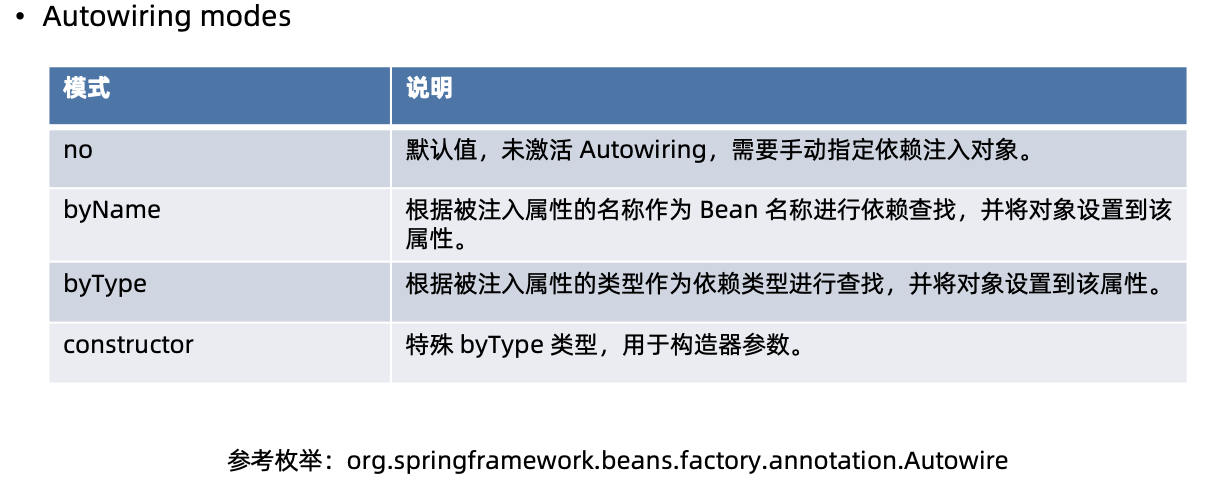 • Autowiring modes
模式
说明
no
默认值，未激活 Autowiring，需要手动指定依赖注入对象。
byName
根据被注入属性的名称作为 Bean 名称进行依赖查找，并将对象设置到该
属性。
byType
根据被注入属性的类型作为依赖类型进行查找，并将对象设置到该属性。
constructor
特殊 byType 类型，用于构造器参数。
参考枚举：org.springframework.beans.factory.annotation.Autowire